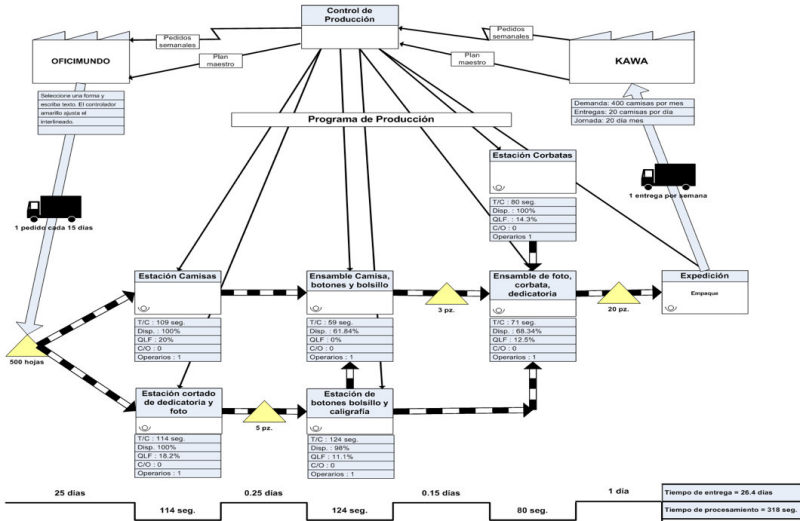 Control de
Producción
Pedidos
semanales
Plan
maestro
Pedidos
semanales
Plan
maestro
OFICIMUNDO
KAWA
Seleccione una forma y
escriba texto. El controlador
amarillo ajusta el
interlineado.
Demanda: 400 camisas por mes
Entregas: 20 camisas por día
Jornada: 20 día mes
Programa de Producción
Estación Corbatas
T/C : 80 seg.
Disp. : 100%
QLF. : 14.3%
C/O : 0
Operarios 1
1 pedido cada 15 días
1 entrega por semana
Estación Camisas
T/C : 109 seg.
Disp. : 100%
QLF : 20%
C/O : 0
Operarios : 1
Ensamble Camisa,
botones y bolsillo
T/C : 59 seg.
Disp. : 61.84%
QLF : 0%
C/O : 0
Operarios : 1
3 pz.
Ensamble de foto,
corbata,
dedicatoria
T/C : 71 seg.
Disp. : 68.34%
QLF : 12.5%
C/O : 0
Operarios : 1
20 pz.
Expedición
Empaque
500 hojas
Estación cortado
de dedicatoria y
foto
T/C : 114 seg.
Disp. 100%
QLF : 18.2%
C/O : 0
Operarios : 1
5 pz.
Estación de
botones bolsillo y
caligrafía
T/C : 124 seg.
Disp. : 98%
QLF : 11.1%
C/O : 0
Operarios : 1
25 días
114 seg.
0.25 días
124 seg.
0.15 días
80 seg.
1 día
Tiempo de entrega = 26.4 días
Tiempo de procesamiento = 318 seg.